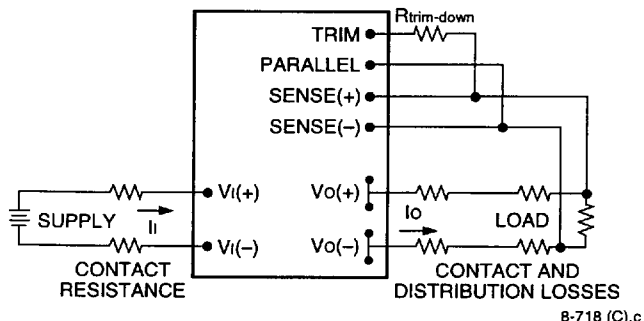 TRIM
Rtrim-down
PARALLEL
SENSE(+)
SENSE(–)
VI(+)
VO(+)
SUPPLY
II
IO
LOAD
VI(–)
VO(–)
CONTACT
RESISTANCE
CONTACT AND
DISTRIBUTION LOSSES
8-718 (C).c